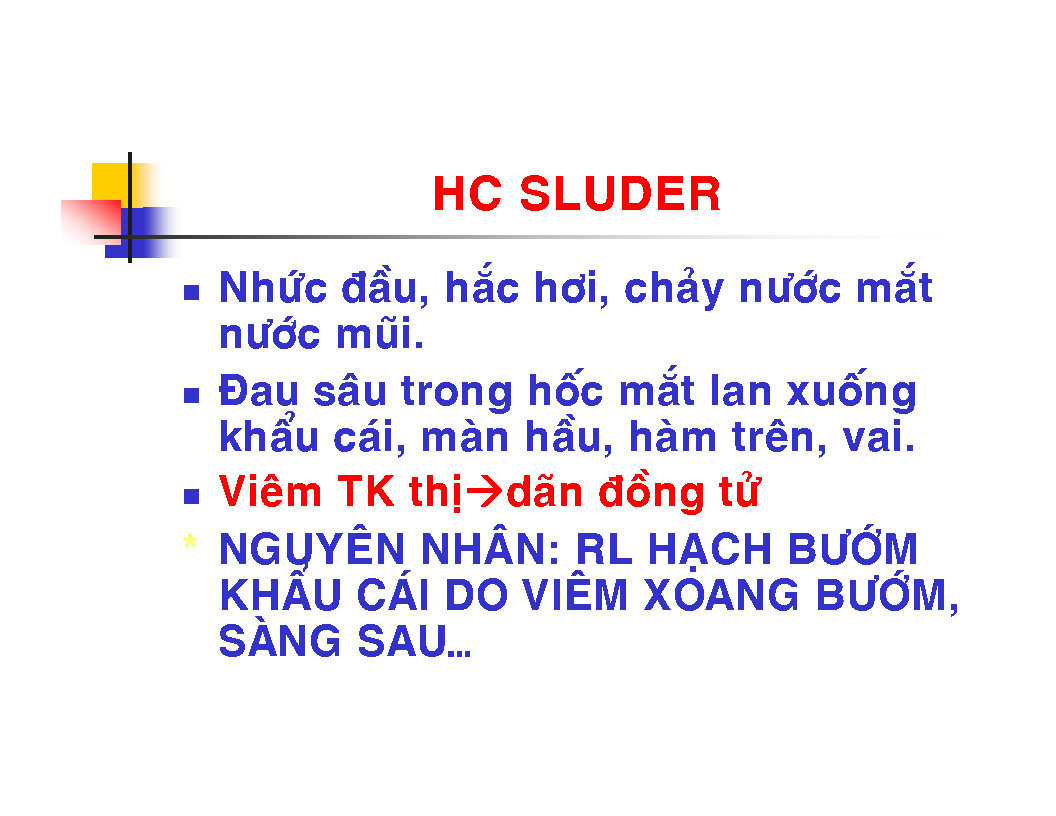 HC SLUDER
Nhức đầu, hắc hơi, chảy nước mắt
nước mũi.
Đau sâu trong hốc mắt lan xuống
khẩu cái, màn hầu, hàm trên, vai.
Viêm TK thị→dãn đồng tử
* NGUYÊN NHÂN: RL HẠCH BƯỚM
KHẨU CÁI DO VIÊM XOANG BƯỚM,
SÀNG SAU…